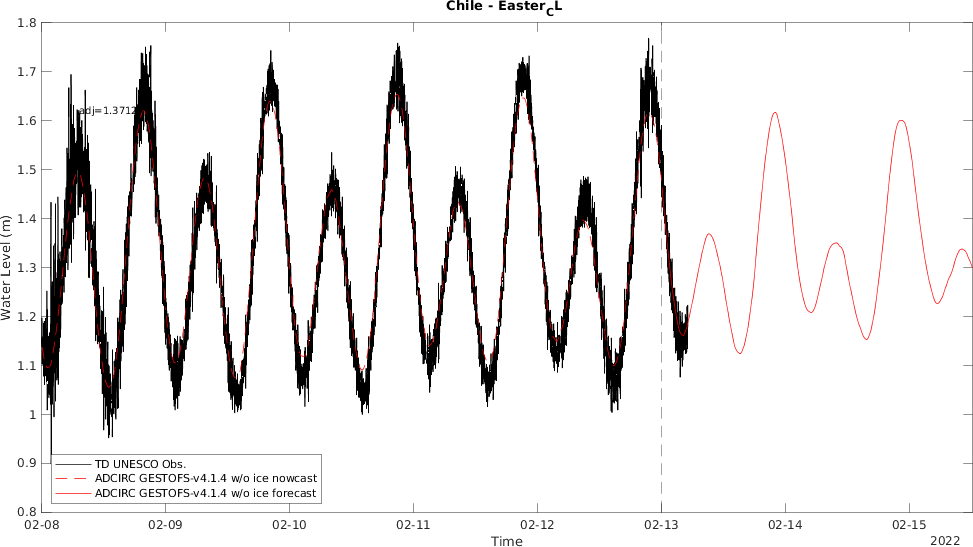 Chile - Easter_CL
1.8
1.7
1.6
1.5
1.4
1.3
1.2
1.1
1
0.9
0.8
Water Level (m)
adj=1.3712
TD UNESCO Obs.
ADCIRC GESTOFS-v4.1.4 w/o ice nowcast
ADCIRC GESTOFS-v4.1.4 w/o ice forecast
02-08 02-09 02-10 02-11 02-12 02-13 02-14 02-15
Time
2022